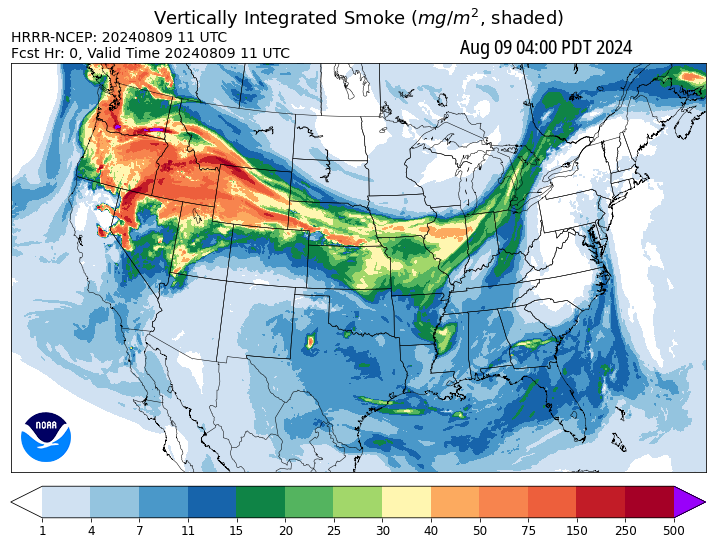 Vertically Integrated Smoke (mg/m², shaded)
HRRR-NCEP: 20240809 11 UTC
Fcst Hr: 0, Valid Time 20240809 11 UTC
Aug 09 04:00 PDT 2024
NOAA
1 4 7 11 15 20 25 30 40 50 75 150 250 500